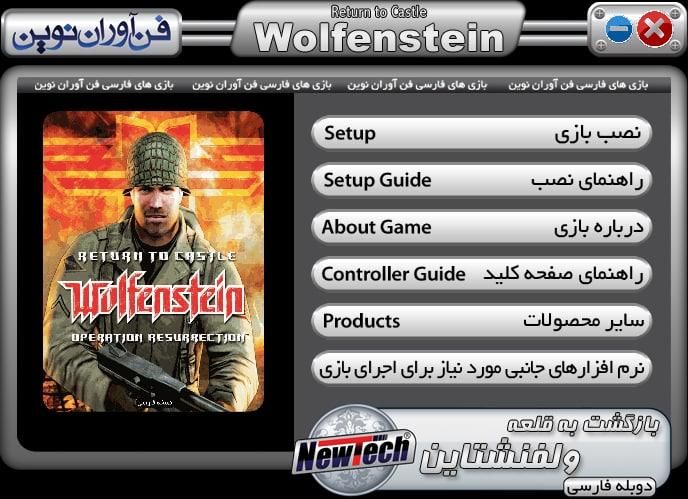 فن‌آوران نوین
Return to Castle
Wolfenstein
بازی های فارسی فن آوران نوین بازی های فارسی فن آوران نوین بازی های فارسی فن آوران نوین بازی های فارسی فن آوران نوین
RETURN TO CASTLE
Wolfenstein
OPERATION RESURRECTION
نسخه فارسی
Setup نصب بازی
Setup Guide راهنمای نصب
About Game درباره بازی
Controller Guide راهنمای صفحه کلید
Products سایر محصولات
نرم افزارهای جانبی مورد نیاز برای اجرای بازی
بازگشت به قلعه
ولفنشتاین
NewTech®
دوبله فارسی